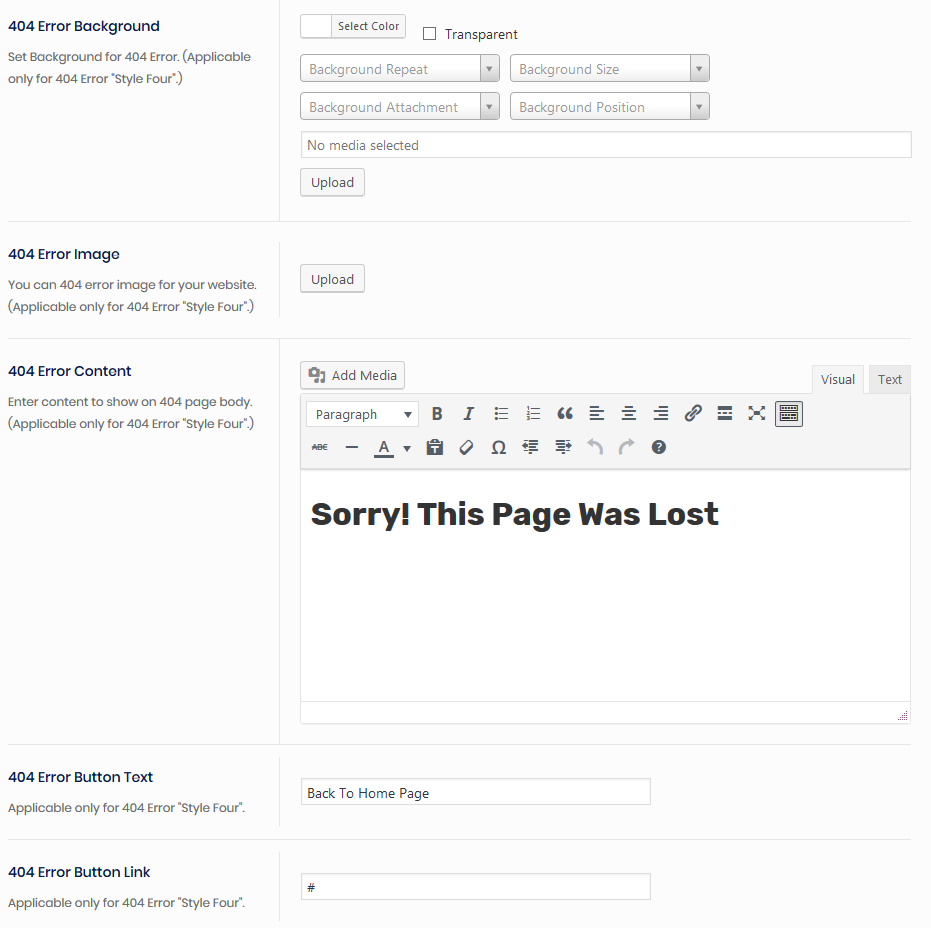 404 Error Background
Set Background for 404 Error. (Applicable
only for 404 Error "Style Four".)
Select Color
Transparent
Background Repeat
Background Size
Background Attachment
Background Position
No media selected
Upload
404 Error Image
You can 404 error image for your website.
(Applicable only for 404 Error "Style Four".)
Upload
404 Error Content
Enter content to show on 404 page body.
(Applicable only for 404 Error "Style Four".)
Add Media
Visual
Text
Paragraph
B
I
ABC
A
Ω
?
Sorry! This Page Was Lost
404 Error Button Text
Applicable only for 404 Error "Style Four".
Back To Home Page
404 Error Button Link
Applicable only for 404 Error "Style Four".
#